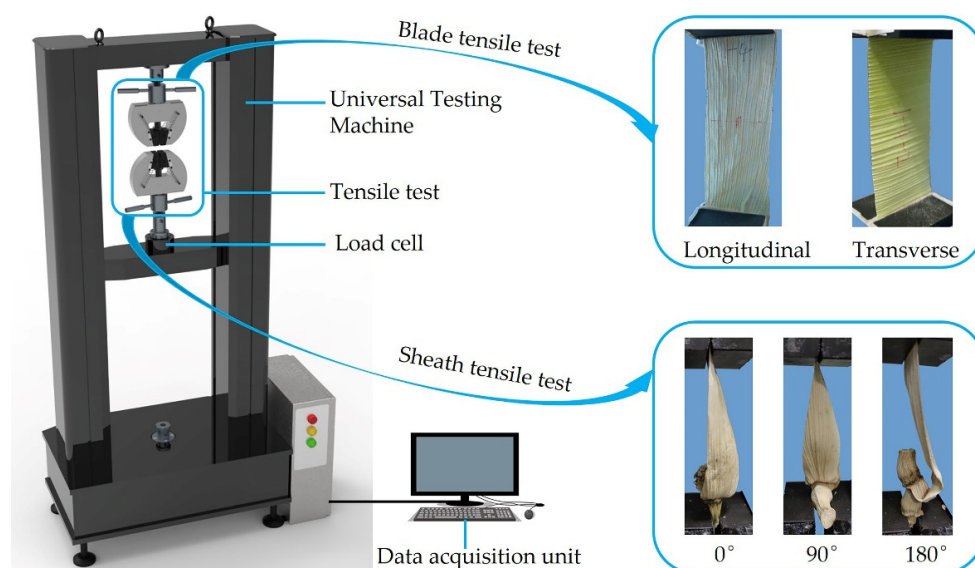 Blade tensile test
Universal Testing
Machine
Tensile test
Load cell
Longitudinal
Transverse
Sheath tensile test
Data acquisition unit
0°
90°
180°